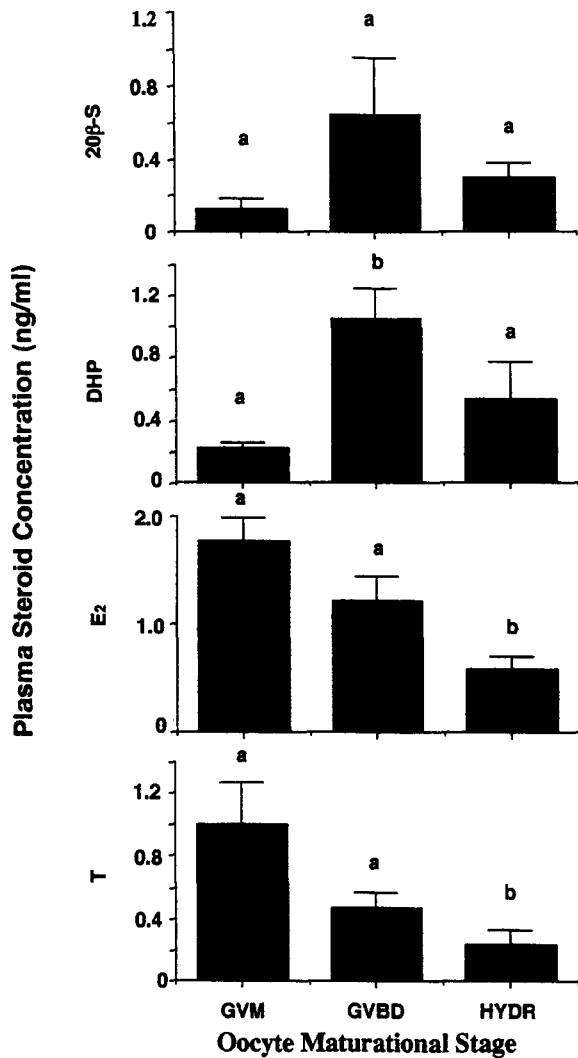 Plasma Steroid Concentration (ng/ml)
20β-S
1.2
0.8
0.4
0
a
a
a
DHP
1.2
0.8
0.4
0
a
b
a
E2
2.0
1.0
0
a
a
b
T
1.2
0.8
0.4
0
a
a
b
GVM GVBD HYDR
Oocyte Maturational Stage